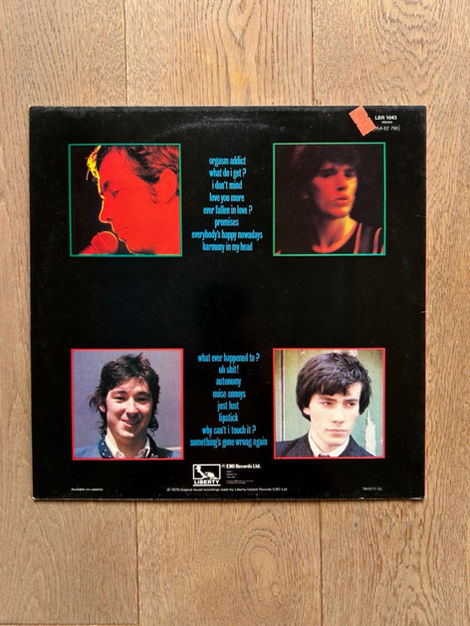 LBR 1043
stereo
orgasm addict
what do i get ?
i don't mind
love you more
ever fallen in love ?
promises
everybody's happy nowadays
harmony in my head
what ever happened to ?
oh shit!
autonomy
noise annoys
just lust
lipstick
why can't i touch it ?
something's gone wrong again
EMI Records Ltd.
LIBERTY
Available on cassette